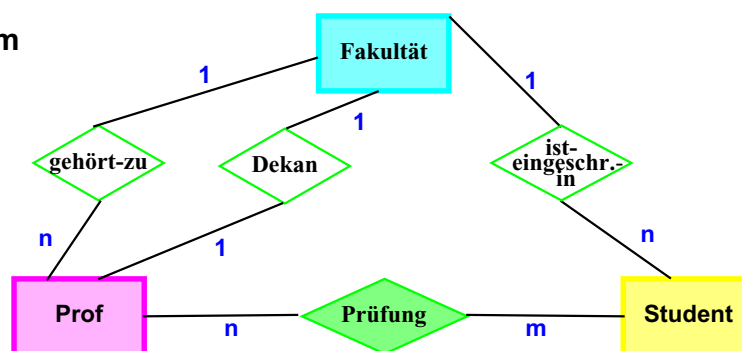 m
Fakultät
1
1
1
gehört-zu
Dekan
ist-
eingeschr.-
in
n
1
n
Prof
n
Prüfung
m
Student